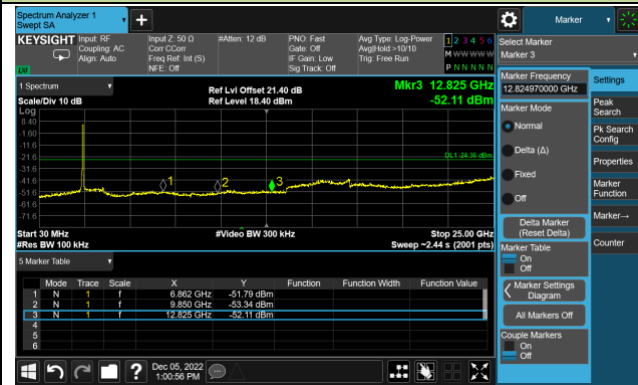 Spectrum Analyzer 1
Swept SA
+
Marker
KEYSIGHT
Input: RF
Coupling: AC
Align: Auto
Input Z: 50 Ω
Corr CCorr
Freq Ref: Int (S)
NFE: Off
#Atten: 12 dB
PNO: Fast
Gate: Off
IF Gain: Low
Sig Track: Off
Avg Type: Log-Power
Avg|Hold:>10/10
Trig: Free Run
1 2 3 4 5 6
M W W W W W
P N N N N N
LXI
Select Marker
Marker 3
1 Spectrum
Scale/Div 10 dB
Log
Ref Lvl Offset 21.40 dB
Ref Level 18.40 dBm
Mkr3 12.825 GHz
-52.11 dBm
8.40
-1.60
-11.6
-21.6
-31.6
-41.6
-51.6
-61.6
-71.6
DL1 -24.36 dBm
1
2
3
Start 30 MHz
#Res BW 100 kHz
#Video BW 300 kHz
Stop 25.00 GHz
Sweep ~2.44 s (2001 pts)
5 Marker Table
Mode Trace Scale X Y Function Function Width Function Value
1 N 1 f 6.862 GHz -51.79 dBm
2 N 1 f 9.850 GHz -53.34 dBm
3 N 1 f 12.825 GHz -52.11 dBm
4
5
6
Marker Frequency
12.824970000 GHz
Marker Mode
Normal
Delta (Δ)
Fixed
Off
Delta Marker
(Reset Delta)
Marker Table
On
Off
Marker Settings
Diagram
All Markers Off
Couple Markers
On
Off
Settings
Peak
Search
Pk Search
Config
Properties
Marker
Function
Marker→
Counter
?
Dec 05, 2022
1:00:56 PM